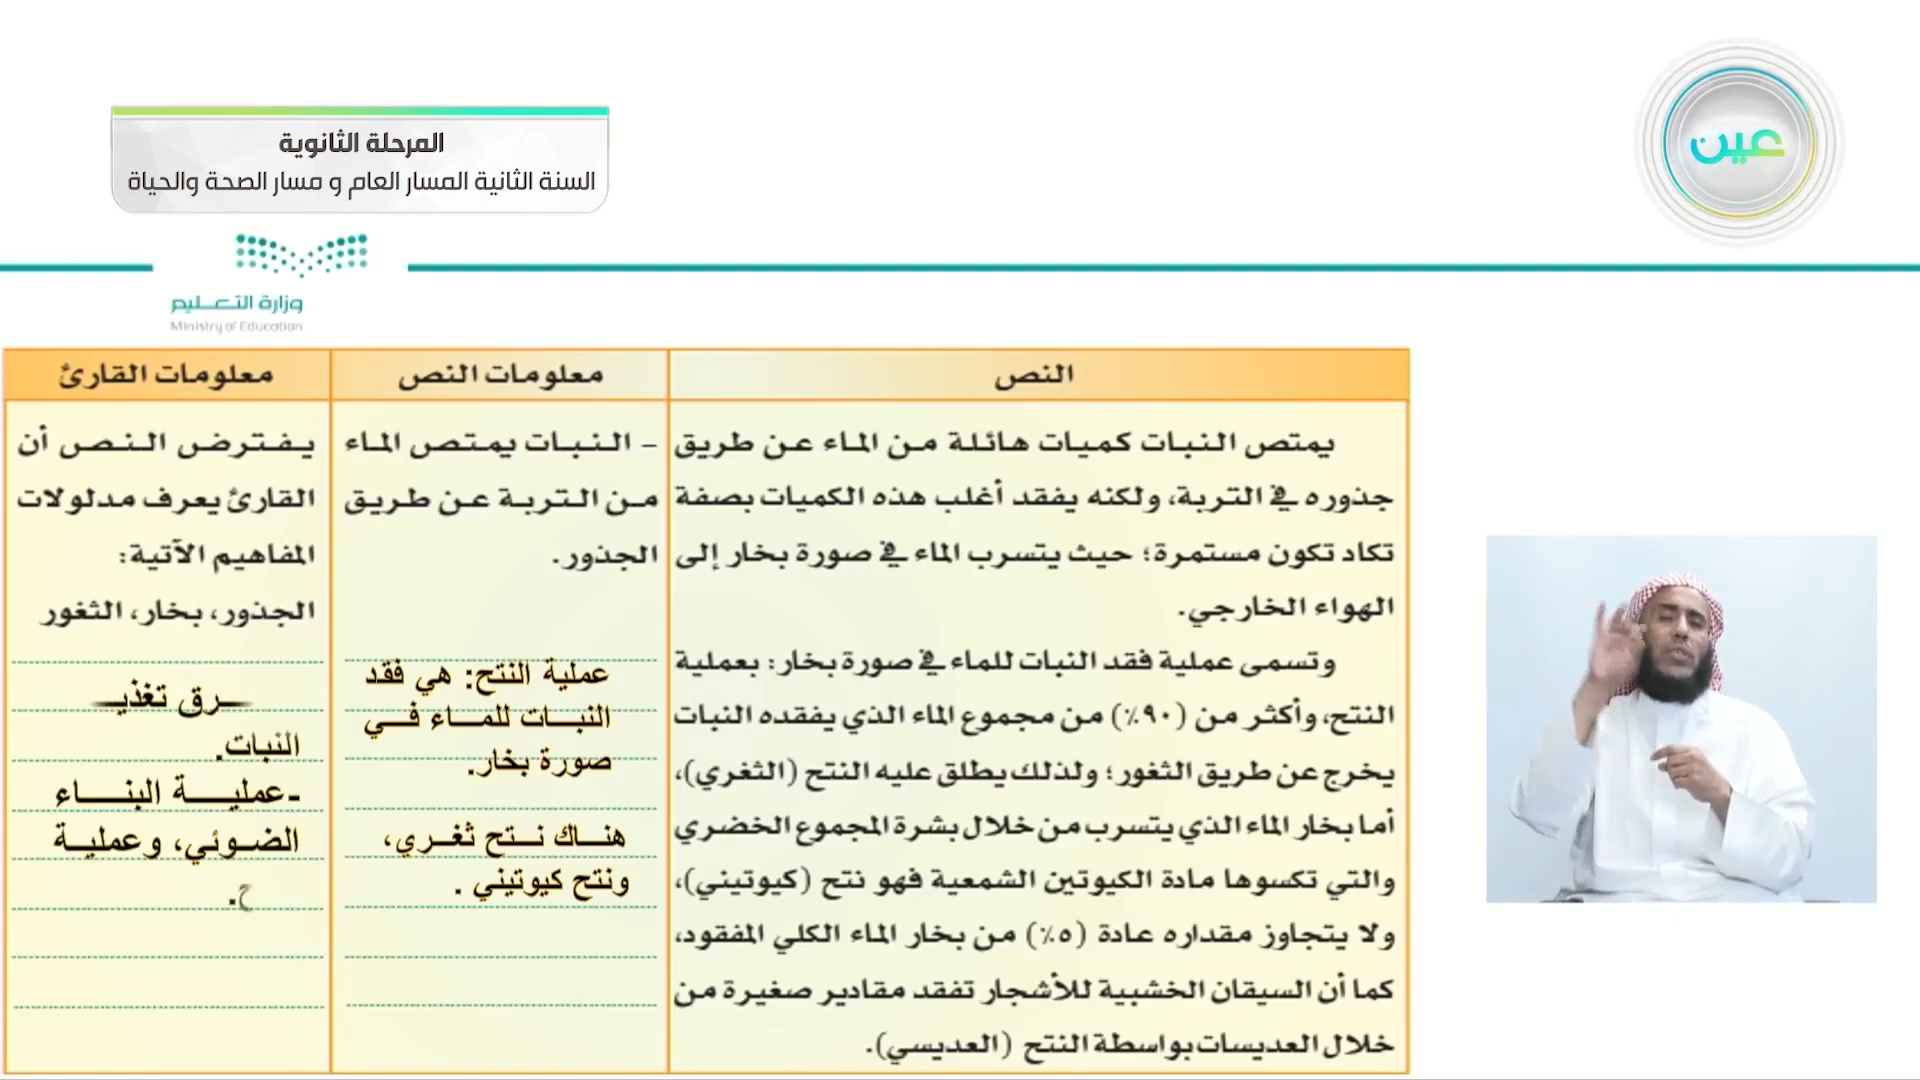 المرحلة الثانوية
السنة الثانية المسار العام و مسار الصحة والحياة
عين
وزارة التعليم
Ministry of Education
النص
يمتص النبات كميات هائلة من الماء عن طريق
جذوره في التربة، ولكنه يفقد أغلب هذه الكميات بصفة
تكاد تكون مستمرة؛ حيث يتسرب الماء في صورة بخار إلى
الهواء الخارجي.
وتسمى عملية فقد النبات للماء في صورة بخار: بعملية
النتح، وأكثر من (٩٠٪) من مجموع الماء الذي يفقده النبات
يخرج عن طريق الثغور؛ ولذلك يطلق عليه النتح (الثغري)،
أما بخار الماء الذي يتسرب من خلال بشرة المجموع الخضري
والتي تكسوها مادة الكيوتين الشمعية فهو نتح (كيوتيني)،
ولا يتجاوز مقداره عادة (٥٪) من بخار الماء الكلي المفقود،
كما أن السيقان الخشبية للأشجار تفقد مقادير صغيرة من
خلال العديسات بواسطة النتح (العديسي).
معلومات النص
- النبات يمتص الماء
من التربة عن طريق
الجذور.
عملية النتح: هي فقد
النبات للماء في
صورة بخار.
هناك نتح ثغري،
ونتح كيوتيني .
معلومات القارئ
يفترض النص أن
القارئ يعرف مدلولات
المفاهيم الآتية:
الجذور، بخار، الثغور
النبات.
-عملية البناء
الضوئي، وعملية